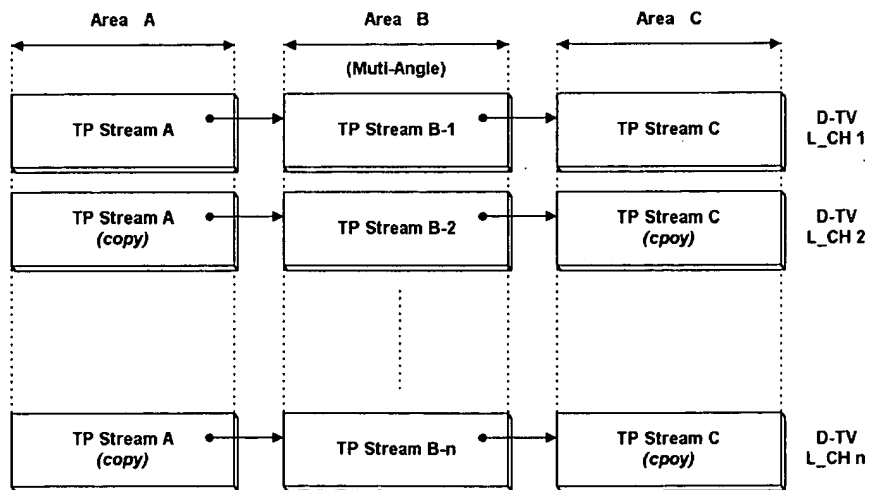 Area A
Area B
Area C
(Muti-Angle)
TP Stream A
TP Stream B-1
TP Stream C
D-TV
L_CH 1
TP Stream A
(copy)
TP Stream B-2
TP Stream C
(cpoy)
D-TV
L_CH 2
TP Stream A
(copy)
TP Stream B-n
TP Stream C
(cpoy)
D-TV
L_CH n